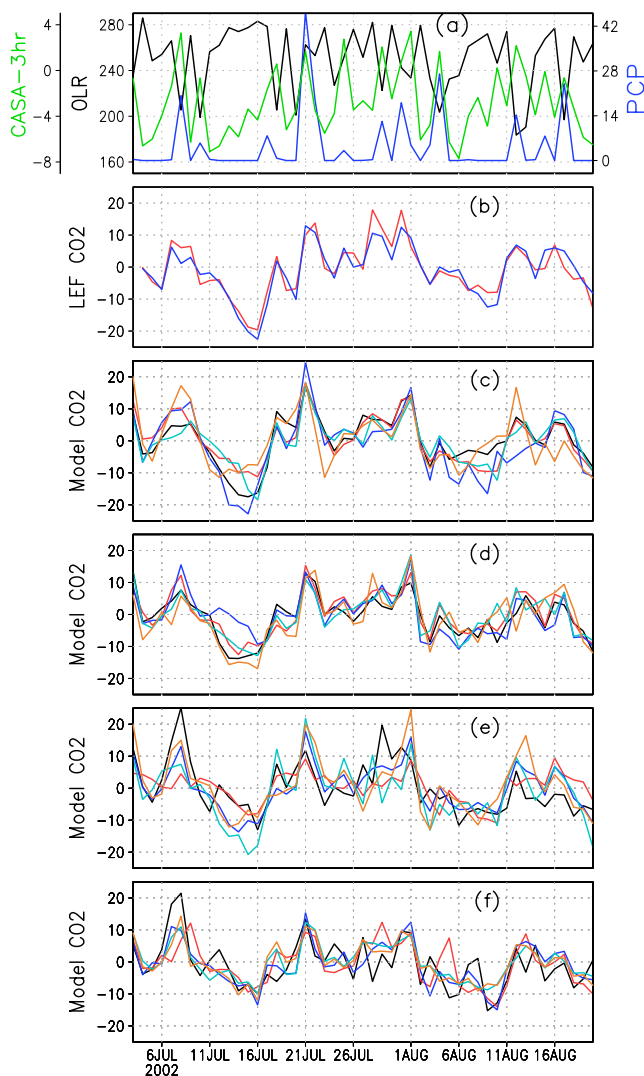 4
0
−4
−8
CASA−3hr
280
240
200
160
OLR
(a)
42
28
14
0
PCP
20
10
0
−10
−20
LEF CO2
(b)
20
10
0
−10
−20
Model CO2
(c)
20
10
0
−10
−20
Model CO2
(d)
20
10
0
−10
−20
Model CO2
(e)
20
10
0
−10
−20
Model CO2
(f)
6JUL 11JUL 16JUL 21JUL 26JUL 1AUG 6AUG 11AUG 16AUG
2002